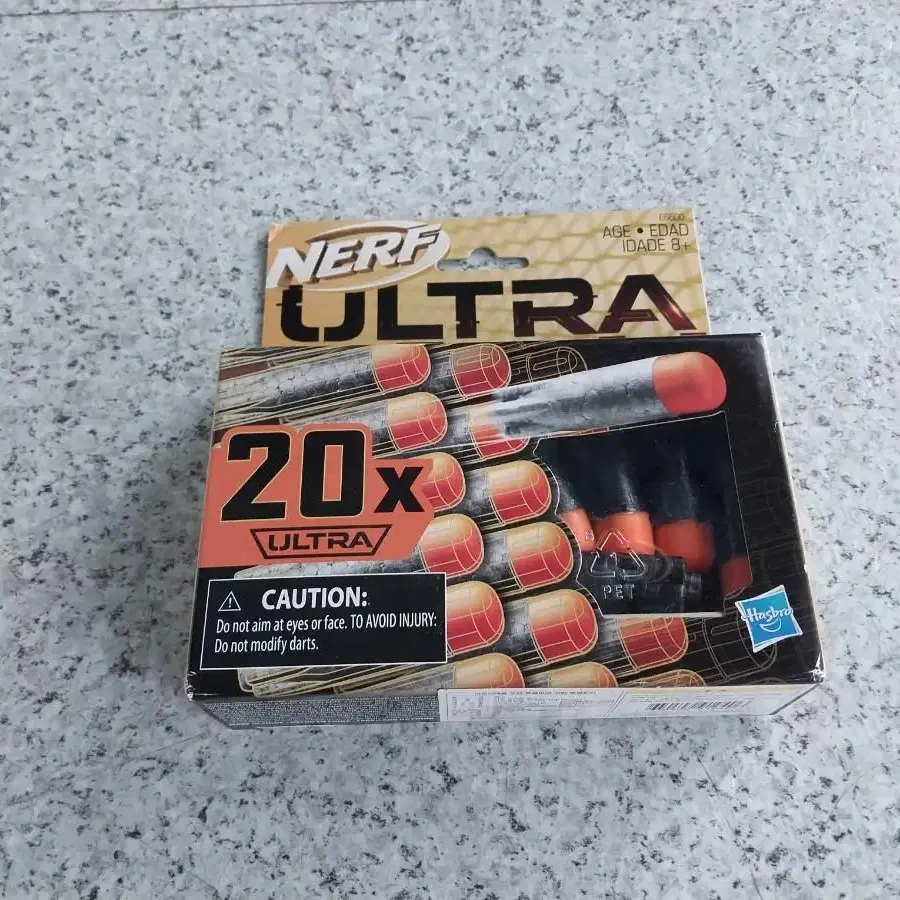 E6600
AGE • EDAD
IDADE 8+
NERF
ULTRA
20x
ULTRA
CAUTION:
Do not aim at eyes or face. TO AVOID INJURY:
Do not modify darts.
PET
Hasbro